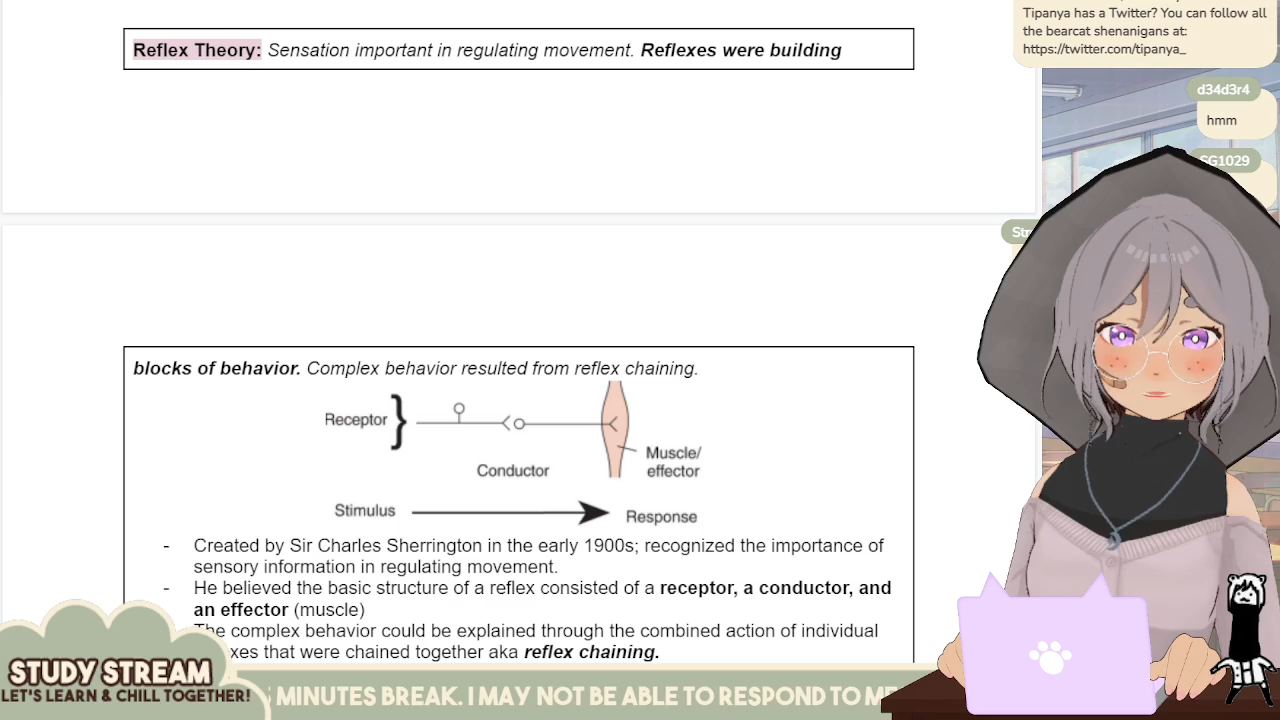 Reflex Theory: Sensation important in regulating movement. Reflexes were building
blocks of behavior. Complex behavior resulted from reflex chaining.
Receptor
Conductor
Muscle/
effector
Stimulus
Response
- Created by Sir Charles Sherrington in the early 1900s; recognized the importance of
sensory information in regulating movement.
- He believed the basic structure of a reflex consisted of a receptor, a conductor, and
an effector (muscle)
The complex behavior could be explained through the combined action of individual
that were chained together aka reflex chaining.
STUDY STREAM
LET'S LEARN & CHILL TOGETHER!
MINUTES BREAK. I MAY NOT BE ABLE TO RESPOND TO
Tipanya has a Twitter? You can follow all
the bearcat shenanigans at:
https://twitter.com/tipanya_
d34d3r4
hmm
SG1029